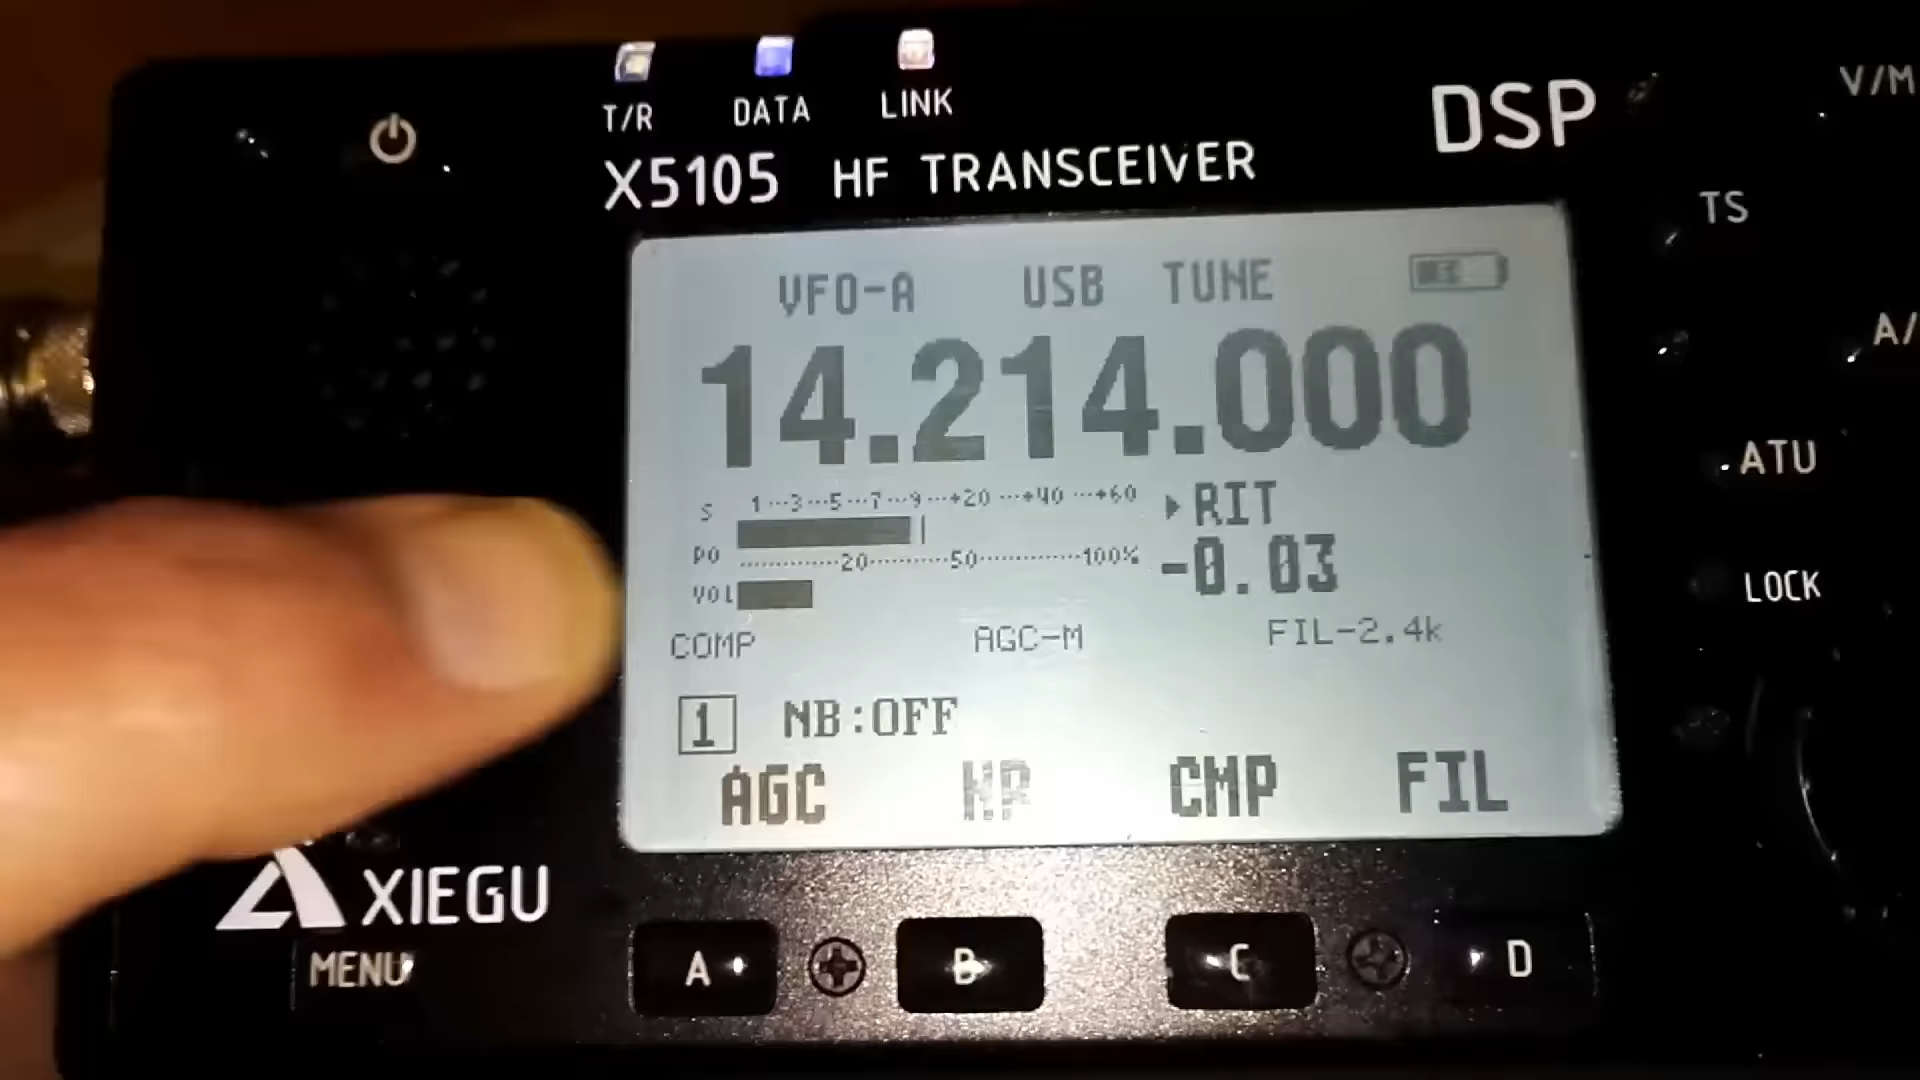 T/R DATA LINK
X5105 HF TRANSCEIVER
DSP
V/M
TS
A/
ATU
LOCK
VFO-A USB TUNE
14.214.000
S 1···3···5···7···9···+20···+40···+60
PO 20 50 100%
VOL
▶RIT
-0.03
COMP AGC-M FIL-2.4k
1 NB:OFF
AGC NR CMP FIL
XIEGU
MENU A B C D